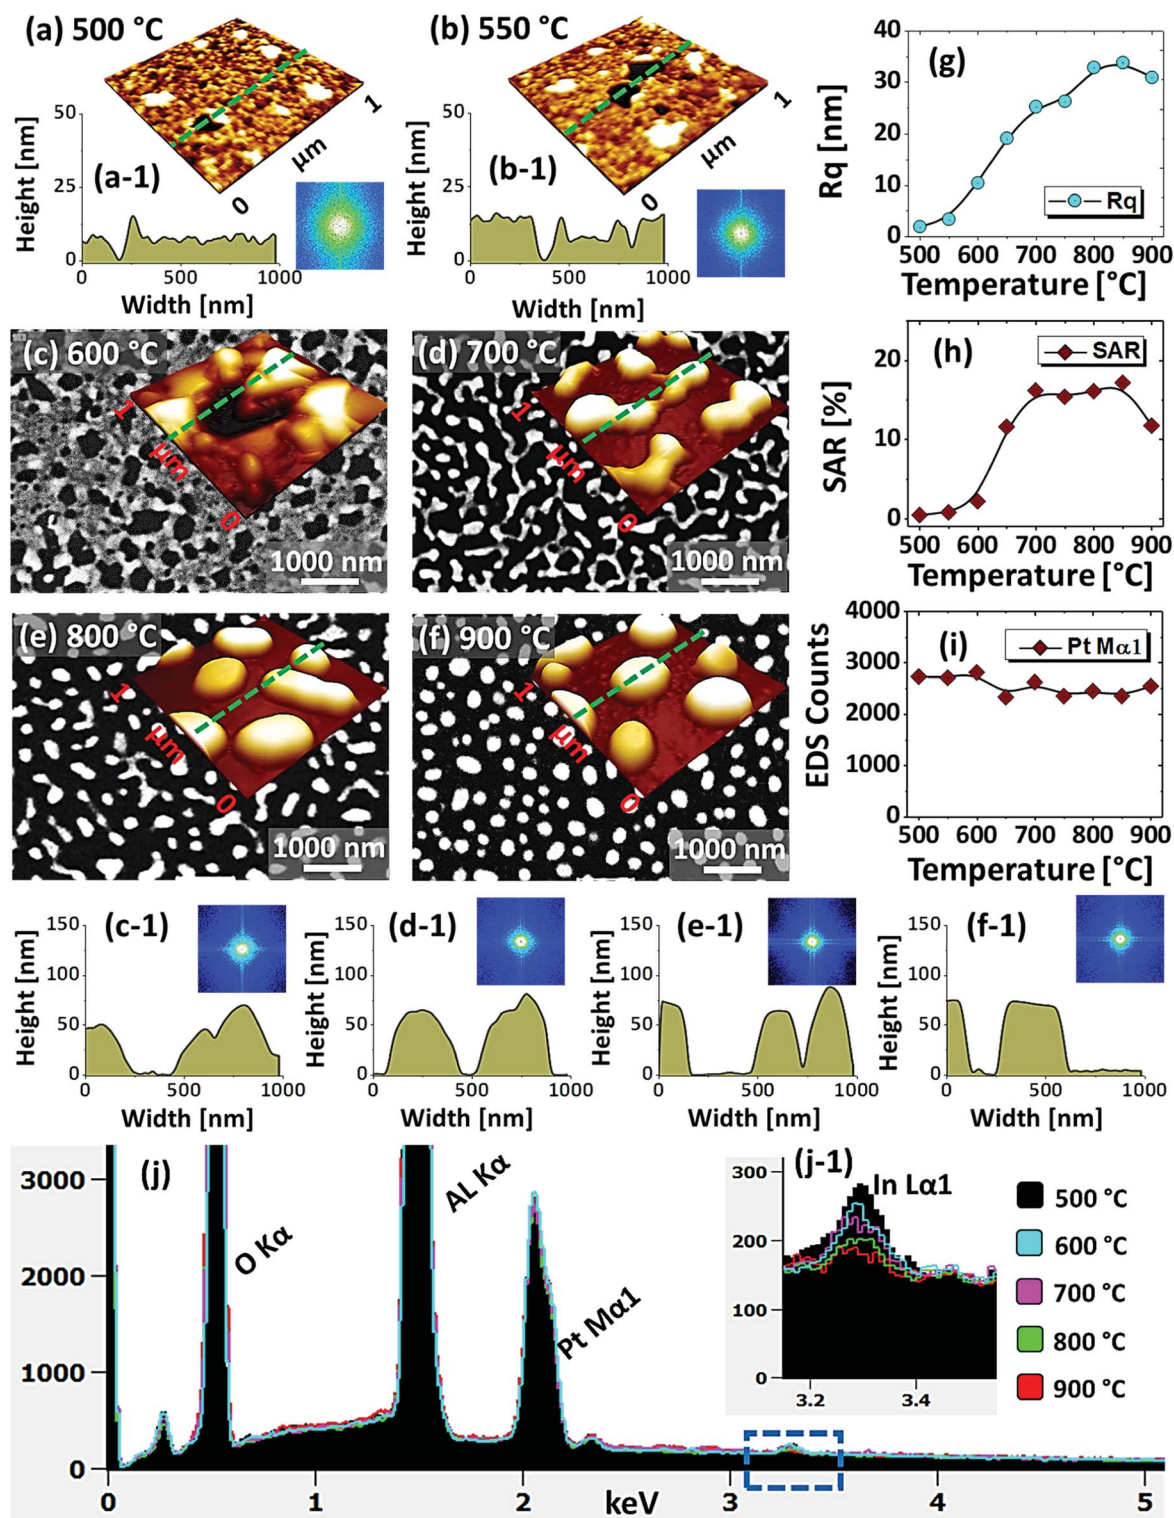 (a) 500 °C
1
μm
0
50
25
0
Height [nm]
(a-1)
0
500
1000
Width [nm]
(b) 550 °C
1
μm
0
50
25
0
Height [nm]
(b-1)
0
500
1000
Width [nm]
(g)
40
30
20
10
0
Rq [nm]
Rq
500 600 700 800 900
Temperature [°C]
(c) 600 °C
1
μm
0
1000 nm
(d) 700 °C
1
μm
0
1000 nm
(h)
SAR
20
10
0
SAR [%]
500 600 700 800 900
Temperature [°C]
(e) 800 °C
1
μm
0
1000 nm
(f) 900 °C
1
μm
0
1000 nm
(i)
Pt Mα1
4000
3000
2000
1000
0
EDS Counts
500 600 700 800 900
Temperature [°C]
(c-1)
150
100
50
0
Height [nm]
0 500 1000
Width [nm]
(d-1)
150
100
50
0
Height [nm]
0 500 1000
Width [nm]
(e-1)
150
100
50
0
Height [nm]
0 500 1000
Width [nm]
(f-1)
150
100
50
0
Height [nm]
0 500 1000
Width [nm]
(j)
3000
2000
1000
0
O Kα
AL Kα
Pt Mα1
0 1 2 3 4 5
keV
(j-1)
In Lα1
300
200
100
0
3.2 3.4
500 °C
600 °C
700 °C
800 °C
900 °C